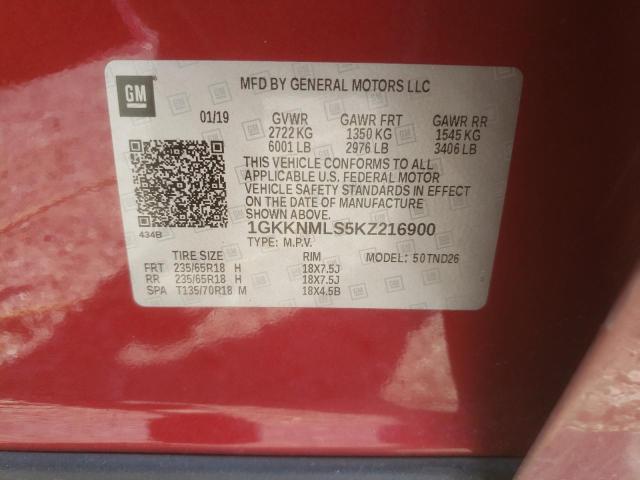 GM
MFD BY GENERAL MOTORS LLC
01/19 GVWR GAWR FRT GAWR RR
2722 KG 1350 KG 1545 KG
6001 LB 2976 LB 3406 LB
THIS VEHICLE CONFORMS TO ALL
APPLICABLE U.S. FEDERAL MOTOR
VEHICLE SAFETY STANDARDS IN EFFECT
ON THE DATE OF MANUFACTURE
SHOWN ABOVE.
1GKKNMLS5KZ216900
434B
TYPE: M.P.V. MODEL: 50TND26
TIRE SIZE RIM
FRT 235/65R18 H 18X7.5J
RR 235/65R18 H 18X7.5J
SPA T135/70R18 M 18X4.5B